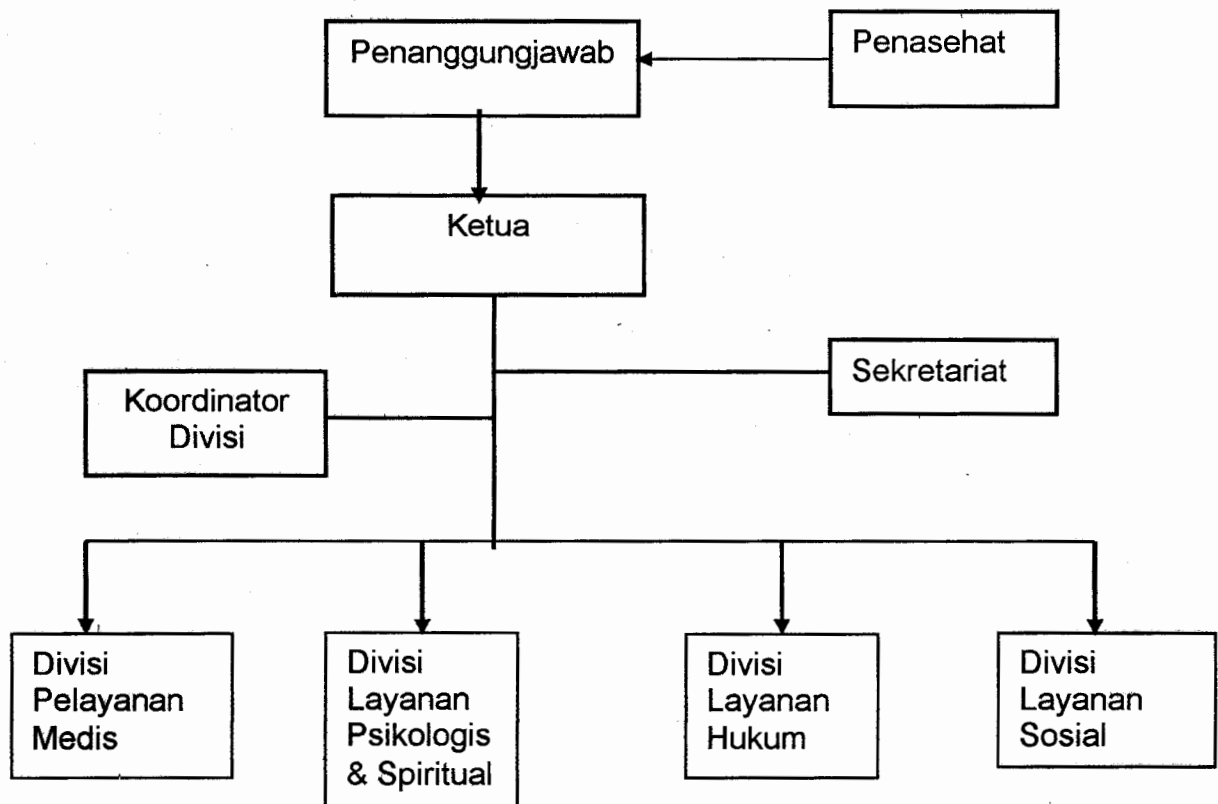 Penanggungjawab
Penasehat
Ketua
Sekretariat
Koordinator
Divisi
Divisi
Pelayanan
Medis
Divisi
Layanan
Psikologis
& Spiritual
Divisi
Layanan
Hukum
Divisi
Layanan
Sosial